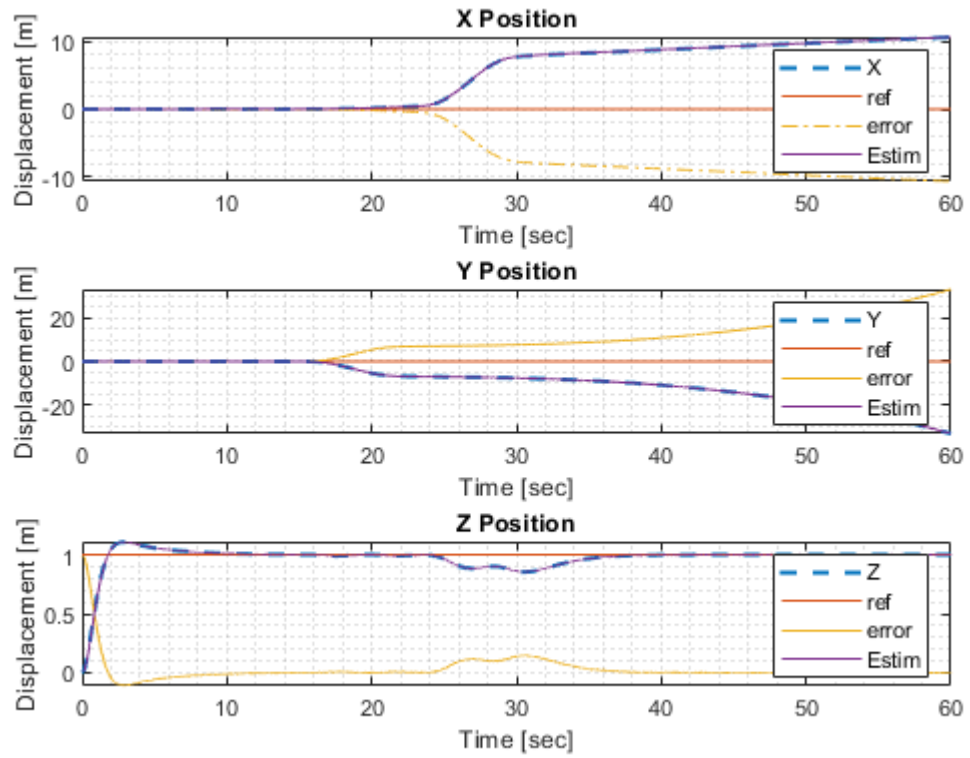 X Position
Displacement [m]
10
0
-10
X
ref
error
Estim
0 10 20 30 40 50 60
Time [sec]
Y Position
Displacement [m]
20
0
-20
Y
ref
error
Estim
0 10 20 30 40 50 60
Time [sec]
Z Position
Displacement [m]
1
0.5
0
Z
ref
error
Estim
0 10 20 30 40 50 60
Time [sec]